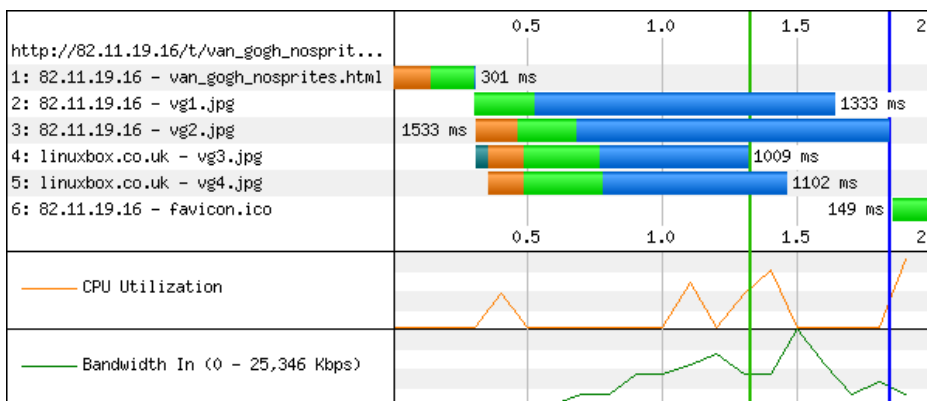 0.5 1.0 1.5 2
http://82.11.19.16/t/van_gogh_nosprit...
1: 82.11.19.16 - van_gogh_nosprites.html 301 ms
2: 82.11.19.16 - vg1.jpg 1333 ms
3: 82.11.19.16 - vg2.jpg 1533 ms
4: linuxbox.co.uk - vg3.jpg 1009 ms
5: linuxbox.co.uk - vg4.jpg 1102 ms
6: 82.11.19.16 - favicon.ico 149 ms
0.5 1.0 1.5 2
CPU Utilization
Bandwidth In (0 - 25,346 Kbps)